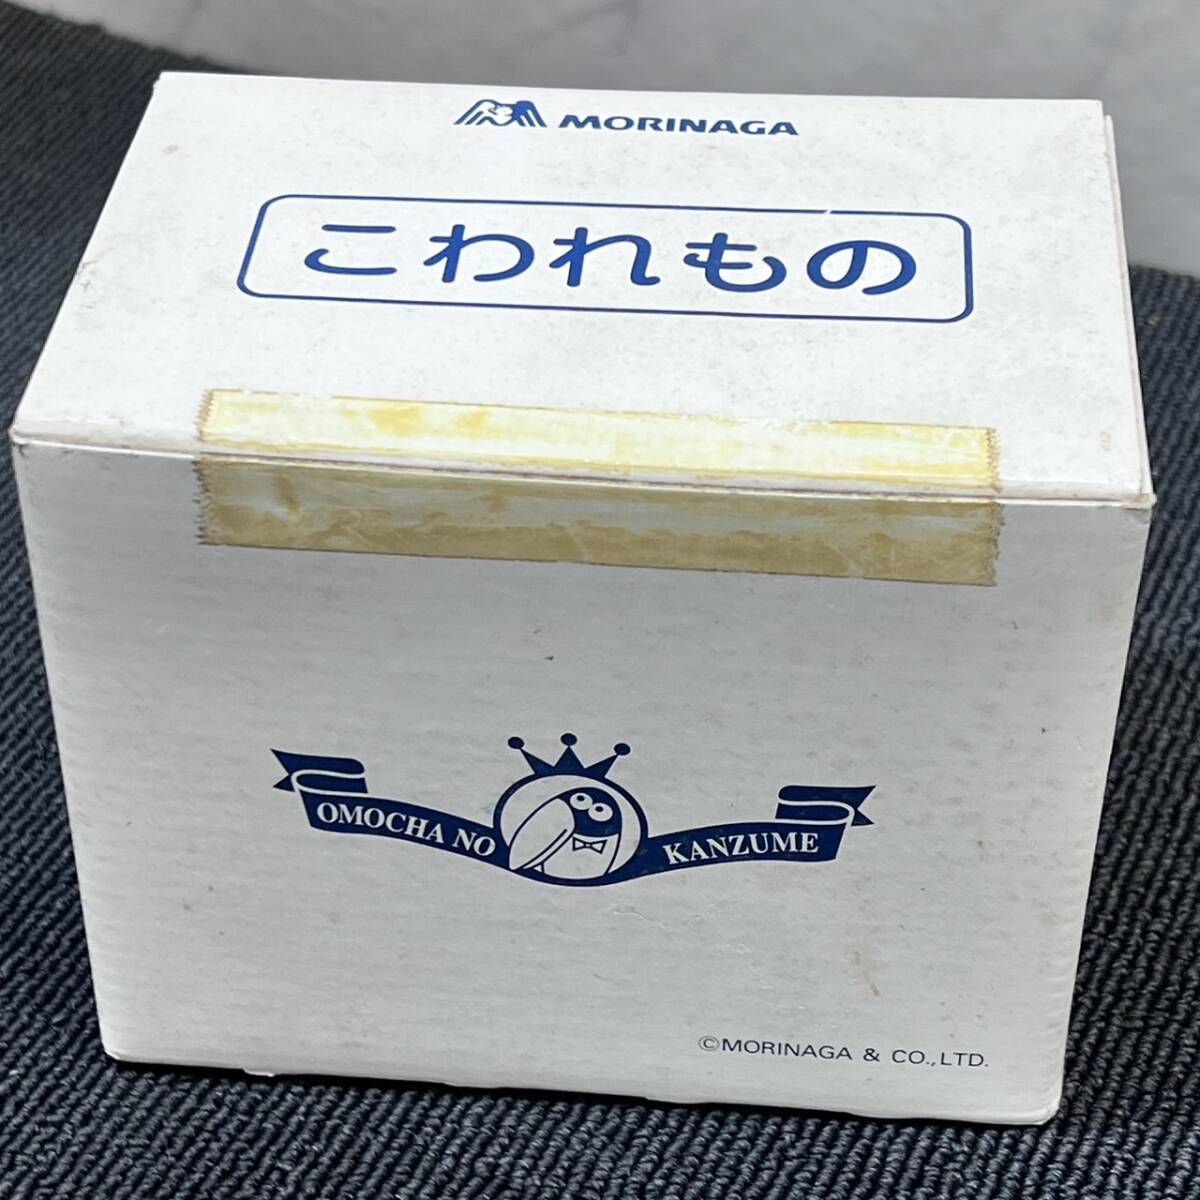 MORINAGA
こわれもの
OMOCHA NO KANZUME
©MORINAGA & CO.,LTD.